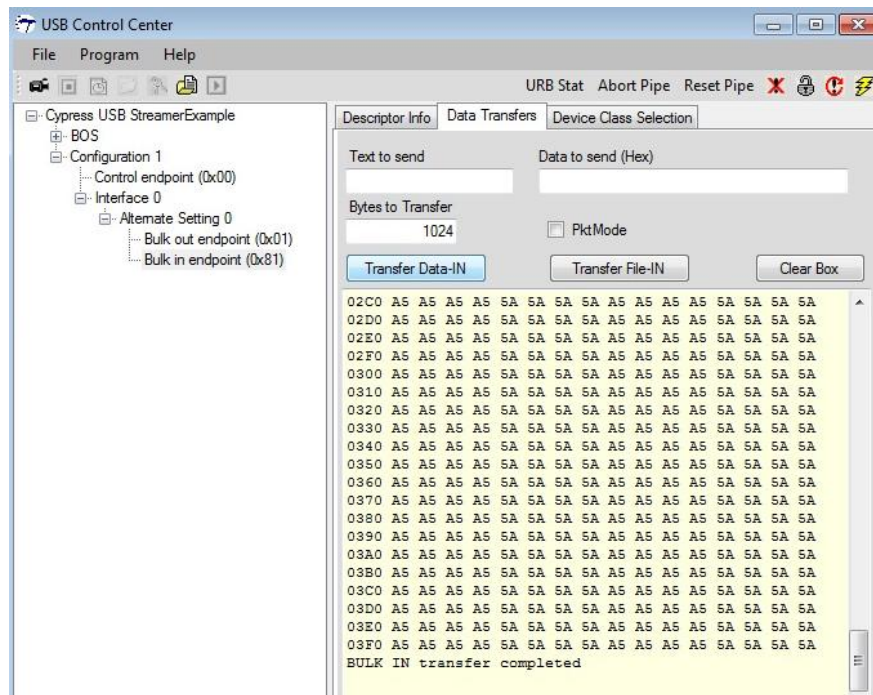 USB Control Center
File Program Help
URB Stat Abort Pipe Reset Pipe
Cypress USB StreamerExample
BOS
Configuration 1
Control endpoint (0x00)
Interface 0
Alternate Setting 0
Bulk out endpoint (0x01)
Bulk in endpoint (0x81)
Descriptor Info Data Transfers Device Class Selection
Text to send Data to send (Hex)
Bytes to Transfer
1024 PktMode
Transfer Data-IN Transfer File-IN Clear Box
02C0 A5 A5 A5 A5 5A 5A 5A 5A A5 A5 A5 A5 5A 5A 5A 5A
02D0 A5 A5 A5 A5 5A 5A 5A 5A A5 A5 A5 A5 5A 5A 5A 5A
02E0 A5 A5 A5 A5 5A 5A 5A 5A A5 A5 A5 A5 5A 5A 5A 5A
02F0 A5 A5 A5 A5 5A 5A 5A 5A A5 A5 A5 A5 5A 5A 5A 5A
0300 A5 A5 A5 A5 5A 5A 5A 5A A5 A5 A5 A5 5A 5A 5A 5A
0310 A5 A5 A5 A5 5A 5A 5A 5A A5 A5 A5 A5 5A 5A 5A 5A
0320 A5 A5 A5 A5 5A 5A 5A 5A A5 A5 A5 A5 5A 5A 5A 5A
0330 A5 A5 A5 A5 5A 5A 5A 5A A5 A5 A5 A5 5A 5A 5A 5A
0340 A5 A5 A5 A5 5A 5A 5A 5A A5 A5 A5 A5 5A 5A 5A 5A
0350 A5 A5 A5 A5 5A 5A 5A 5A A5 A5 A5 A5 5A 5A 5A 5A
0360 A5 A5 A5 A5 5A 5A 5A 5A A5 A5 A5 A5 5A 5A 5A 5A
0370 A5 A5 A5 A5 5A 5A 5A 5A A5 A5 A5 A5 5A 5A 5A 5A
0380 A5 A5 A5 A5 5A 5A 5A 5A A5 A5 A5 A5 5A 5A 5A 5A
0390 A5 A5 A5 A5 5A 5A 5A 5A A5 A5 A5 A5 5A 5A 5A 5A
03A0 A5 A5 A5 A5 5A 5A 5A 5A A5 A5 A5 A5 5A 5A 5A 5A
03B0 A5 A5 A5 A5 5A 5A 5A 5A A5 A5 A5 A5 5A 5A 5A 5A
03C0 A5 A5 A5 A5 5A 5A 5A 5A A5 A5 A5 A5 5A 5A 5A 5A
03D0 A5 A5 A5 A5 5A 5A 5A 5A A5 A5 A5 A5 5A 5A 5A 5A
03E0 A5 A5 A5 A5 5A 5A 5A 5A A5 A5 A5 A5 5A 5A 5A 5A
03F0 A5 A5 A5 A5 5A 5A 5A 5A A5 A5 A5 A5 5A 5A 5A 5A
BULK IN transfer completed